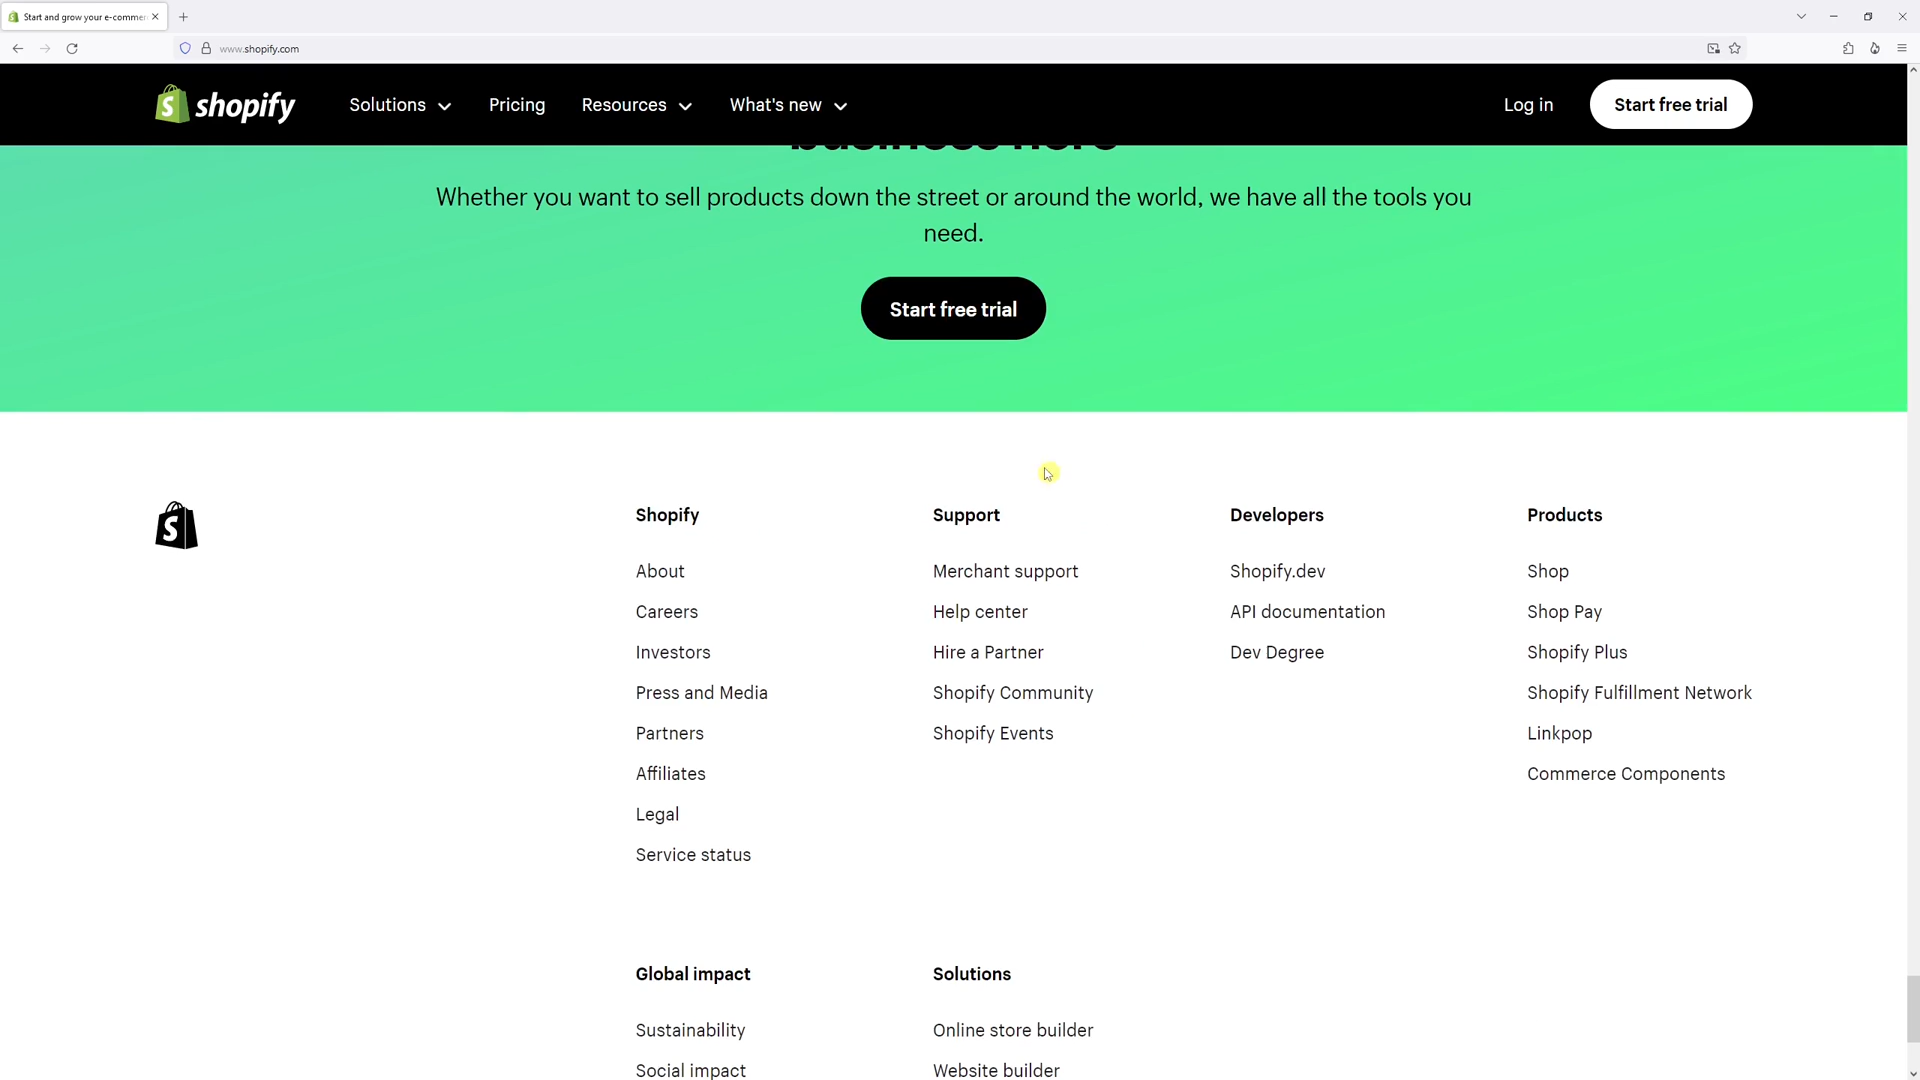 Start and grow your e-commer
www.shopify.com
shopify
Solutions
Pricing
Resources
What's new
Log in
Start free trial
business here
Whether you want to sell products down the street or around the world, we have all the tools you
need.
Start free trial
Shopify
About
Careers
Investors
Press and Media
Partners
Affiliates
Legal
Service status
Support
Merchant support
Help center
Hire a Partner
Shopify Community
Shopify Events
Developers
Shopify.dev
API documentation
Dev Degree
Products
Shop
Shop Pay
Shopify Plus
Shopify Fulfillment Network
Linkpop
Commerce Components
Global impact
Sustainability
Social impact
Solutions
Online store builder
Website builder